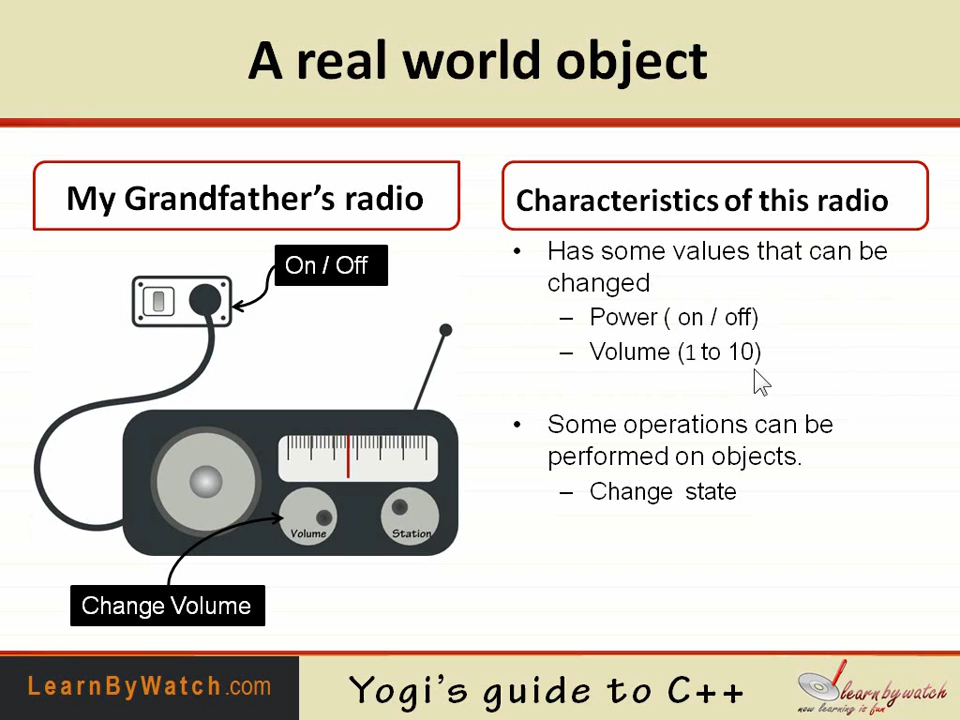 A real world object
My Grandfather's radio
On / Off
Volume
Station
Change Volume
Characteristics of this radio
• Has some values that can be
changed
– Power ( on / off)
– Volume (1 to 10)
• Some operations can be
performed on objects.
– Change state
LearnByWatch.com
Yogi's guide to C++
learnbywatch
now learning is fun